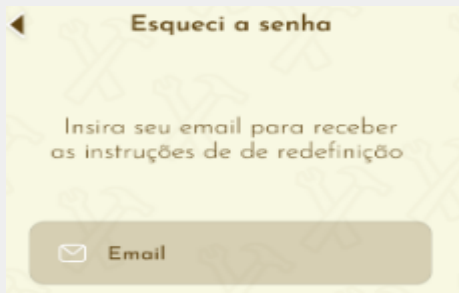 Esqueci a senha
Insira seu email para receber
as instruções de de redefinição
Email